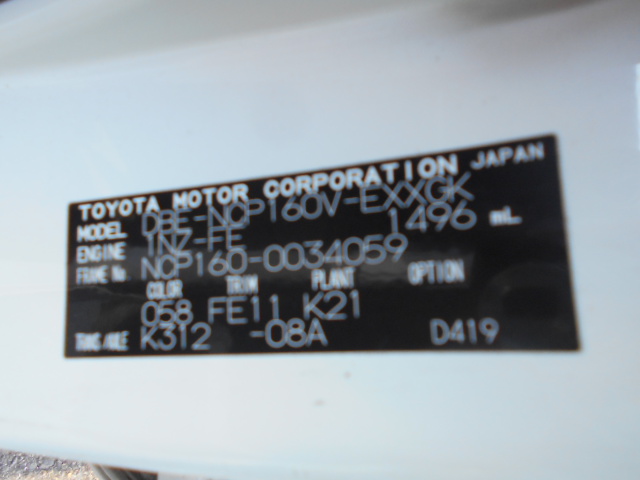 TOYOTA MOTOR CORPORATION JAPAN
MODEL DBE-NCP160V-EXXGK
ENGINE 1NZ-FE 1496 mL
FRAME No. NCP160-0034059
COLOR TRIM PLANT OPTION
058 FE11 K21
TRANS/AXLE K312 -08A D419